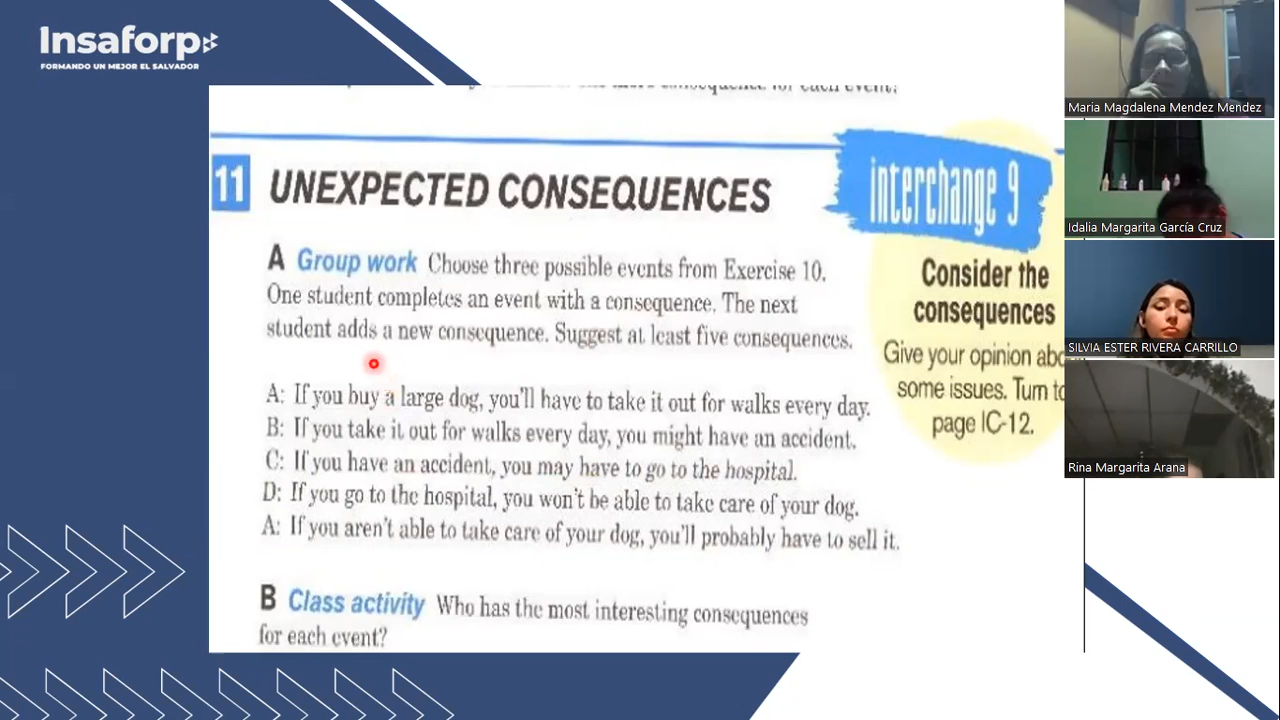 Insaforp
FORMANDO UN MEJOR EL SALVADOR
consequence for each event?
11 UNEXPECTED CONSEQUENCES
A Group work Choose three possible events from Exercise 10.
One student completes an event with a consequence. The next
student adds a new consequence. Suggest at least five consequences.
A: If you buy a large dog, you'll have to take it out for walks every day.
B: If you take it out for walks every day, you might have an accident.
C: If you have an accident, you may have to go to the hospital.
D: If you go to the hospital, you won't be able to take care of your dog.
A: If you aren't able to take care of your dog, you'll probably have to sell it.
B Class activity Who has the most interesting consequences
for each event?
interchange 9
Consider the
consequences
Give your opinion abo
some issues. Turn to
page IC-12.
María Magdalena Mendez Mendez
Idalia Margarita García Cruz
SILVIA ESTER RIVERA CARRILLO
Rina Margarita Arana